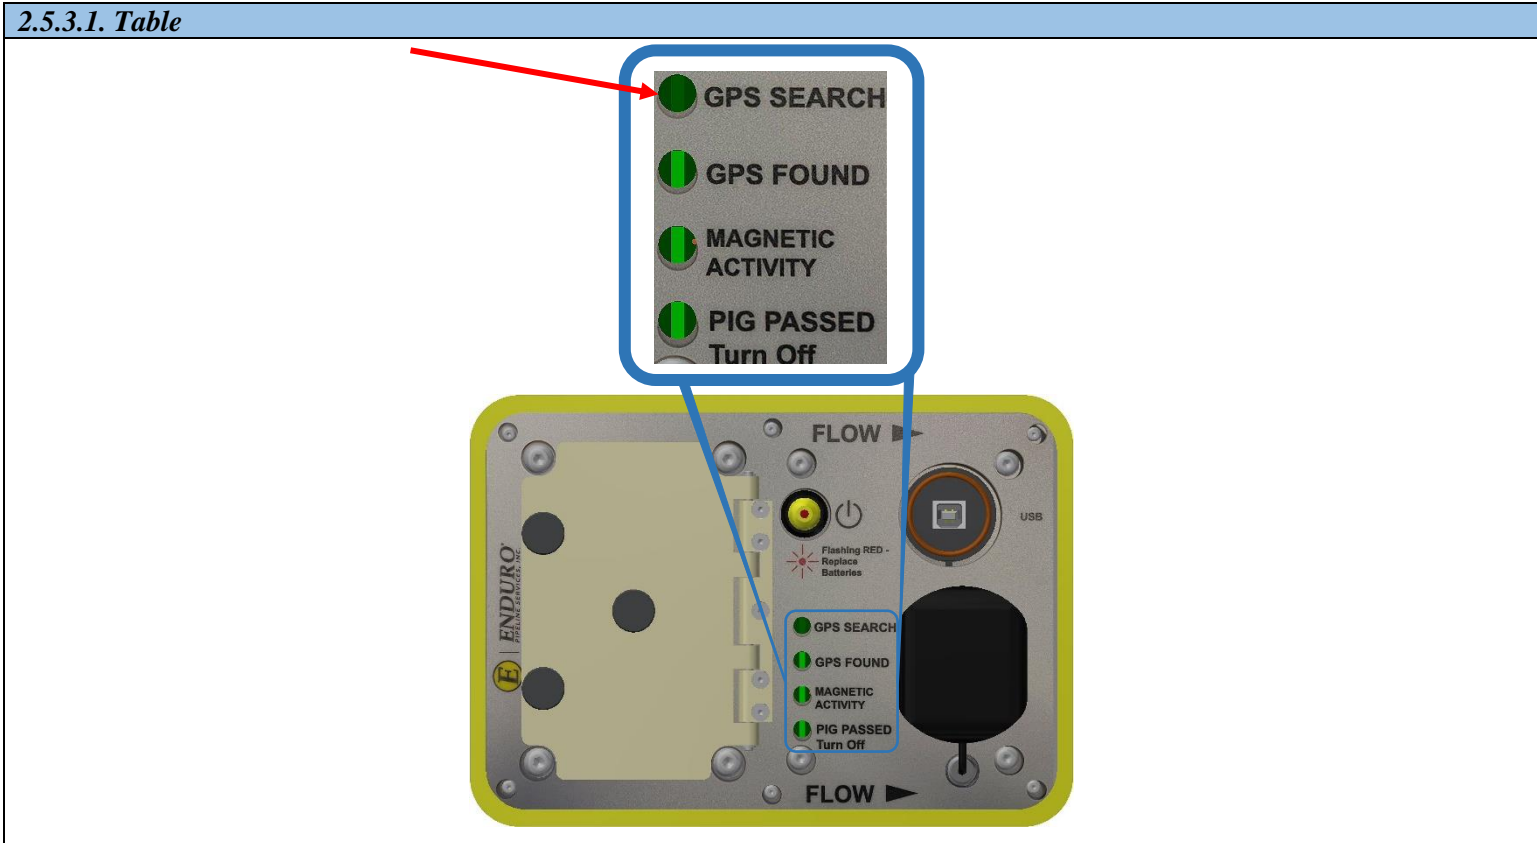 2.5.3.1. Table
GPS SEARCH
GPS FOUND
MAGNETIC
ACTIVITY
PIG PASSED
Turn Off
FLOW
USB
Flashing RED -
Replace
Batteries
E
ENDURO
PIPELINE SERVICES, INC.
GPS SEARCH
GPS FOUND
MAGNETIC
ACTIVITY
PIG PASSED
Turn Off
FLOW